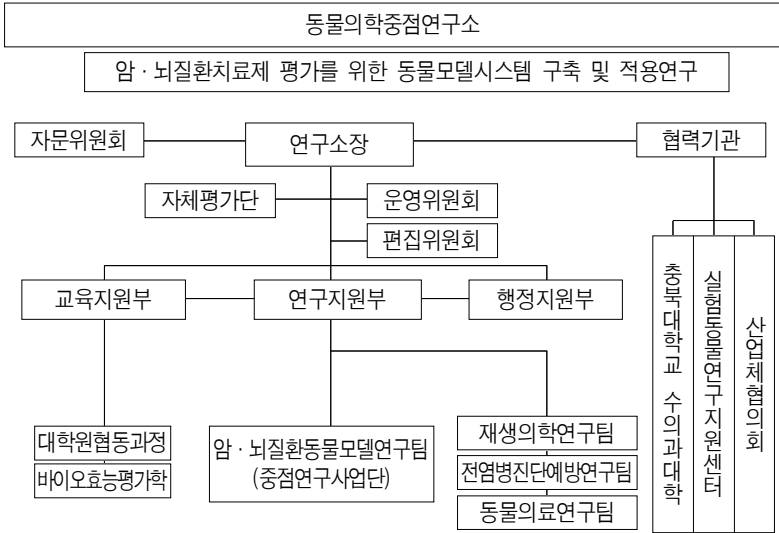 동물의학중점연구소
암 · 뇌질환치료제 평가를 위한 동물모델시스템 구축 및 적용연구
자문위원회
연구소장
협력기관
자체평가단
운영위원회
편집위원회
교육지원부
연구지원부
행정지원부
대학원협동과정
바이오효능평가학
암 · 뇌질환동물모델연구팀
(중점연구사업단)
재생의학연구팀
전염병진단예방연구팀
동물의료연구팀
충북대학교 수의과대학
실험동물연구지원센터
산업체협의회